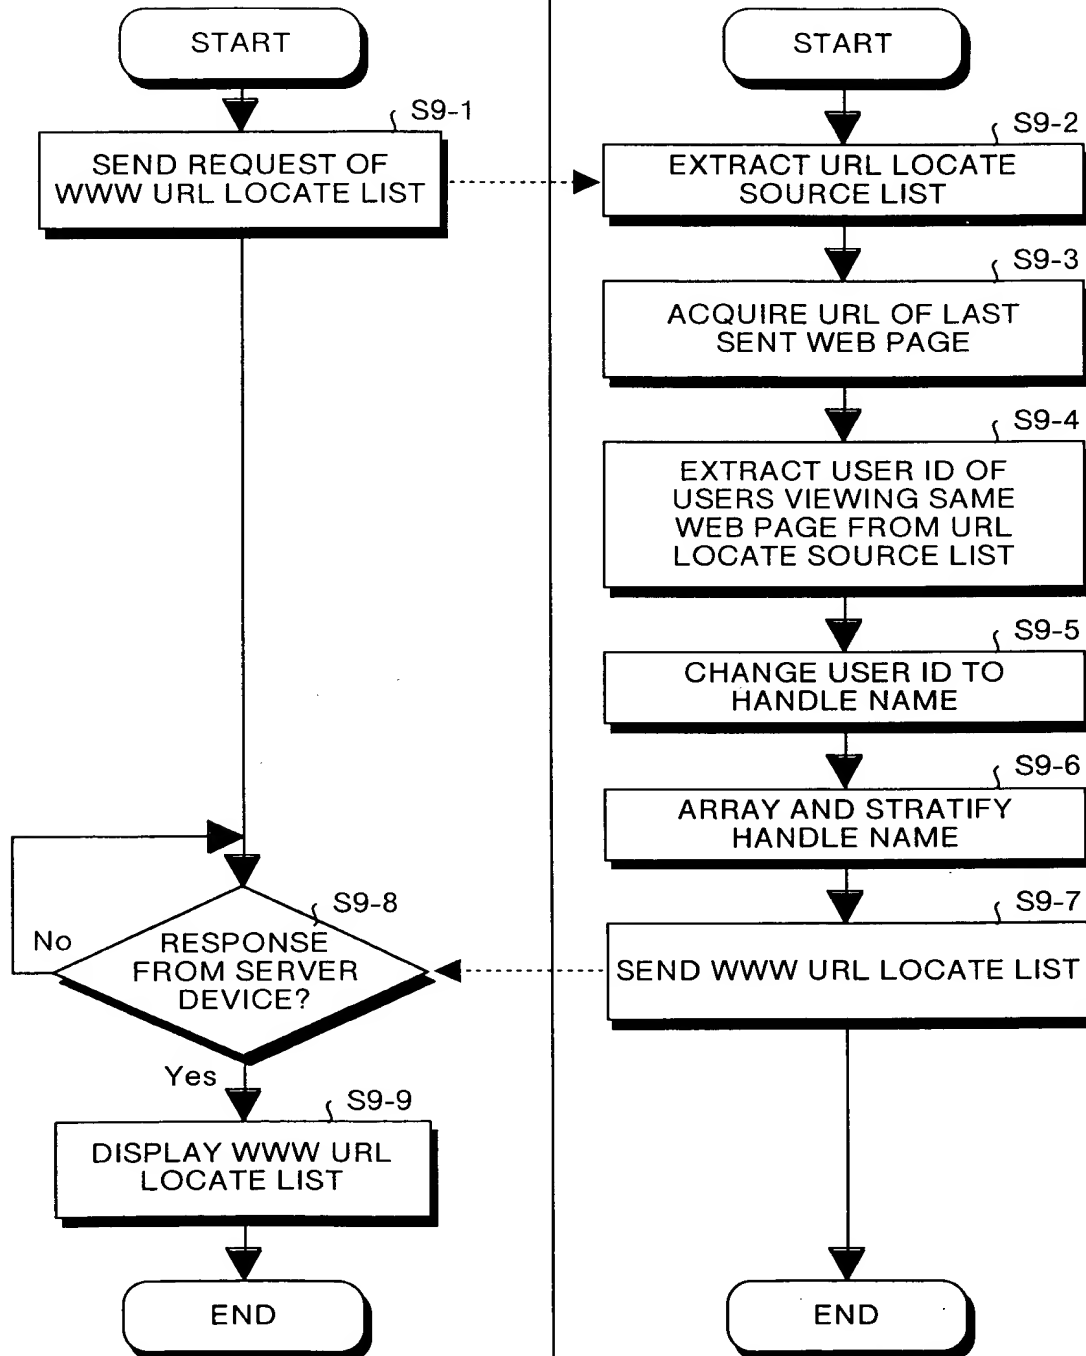 START
S9-1
SEND REQUEST OF
WWW URL LOCATE LIST
S9-8
No
RESPONSE
FROM SERVER
DEVICE?
Yes
S9-9
DISPLAY WWW URL
LOCATE LIST
END
START
S9-2
EXTRACT URL LOCATE
SOURCE LIST
S9-3
ACQUIRE URL OF LAST
SENT WEB PAGE
S9-4
EXTRACT USER ID OF
USERS VIEWING SAME
WEB PAGE FROM URL
LOCATE SOURCE LIST
S9-5
CHANGE USER ID TO
HANDLE NAME
S9-6
ARRAY AND STRATIFY
HANDLE NAME
S9-7
SEND WWW URL LOCATE LIST
END